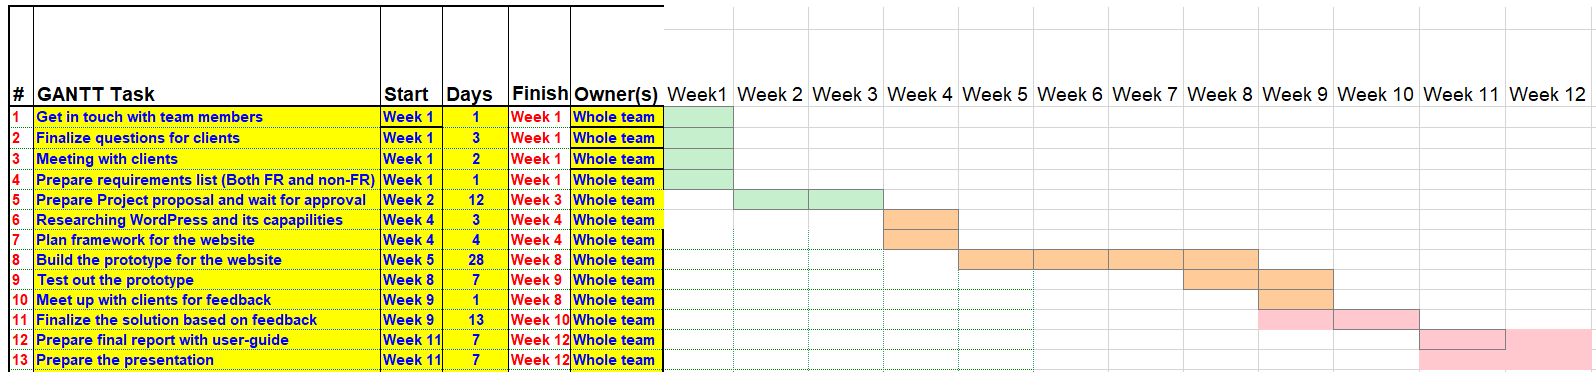 # GANTT Task Start Days Finish Owner(s) Week1 Week 2 Week 3 Week 4 Week 5 Week 6 Week 7 Week 8 Week 9 Week 10 Week 11 Week 12
1 Get in touch with team members Week 1 1 Week 1 Whole team
2 Finalize questions for clients Week 1 3 Week 1 Whole team
3 Meeting with clients Week 1 2 Week 1 Whole team
4 Prepare requirements list (Both FR and non-FR) Week 1 1 Week 1 Whole team
5 Prepare Project proposal and wait for approval Week 2 12 Week 3 Whole team
6 Researching WordPress and its capapilities Week 4 3 Week 4 Whole team
7 Plan framework for the website Week 4 4 Week 4 Whole team
8 Build the prototype for the website Week 5 28 Week 8 Whole team
9 Test out the prototype Week 8 7 Week 9 Whole team
10 Meet up with clients for feedback Week 9 1 Week 8 Whole team
11 Finalize the solution based on feedback Week 9 13 Week 10 Whole team
12 Prepare final report with user-guide Week 11 7 Week 12 Whole team
13 Prepare the presentation Week 11 7 Week 12 Whole team